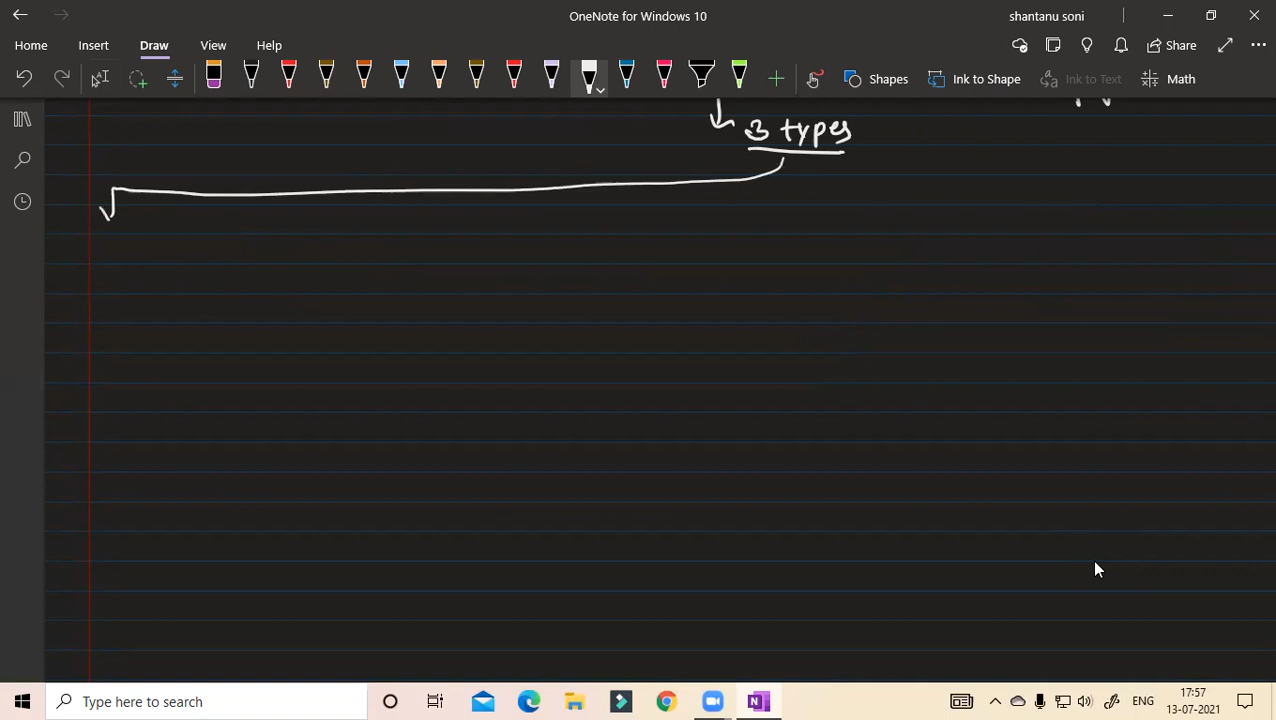 OneNote for Windows 10
shantanu soni
Home Insert Draw View Help
Share
Shapes
Ink to Shape
Ink to Text
Math
3 types
Type here to search
ENG
17:57
13-07-2021